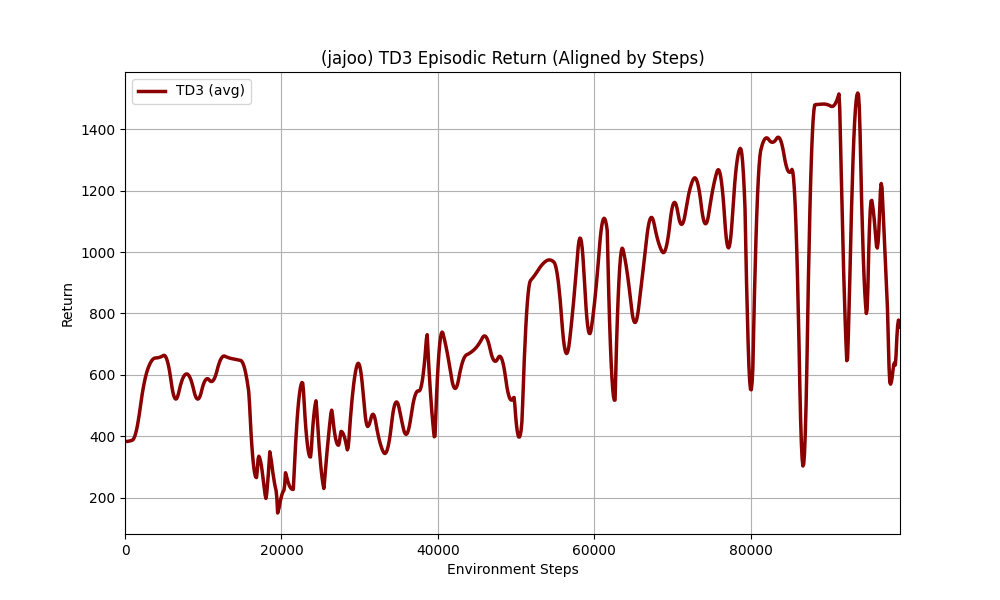 (jajoo) TD3 Episodic Return (Aligned by Steps)
TD3 (avg)
1400
1200
1000
800
600
400
200
Return
0 20000 40000 60000 80000
Environment Steps